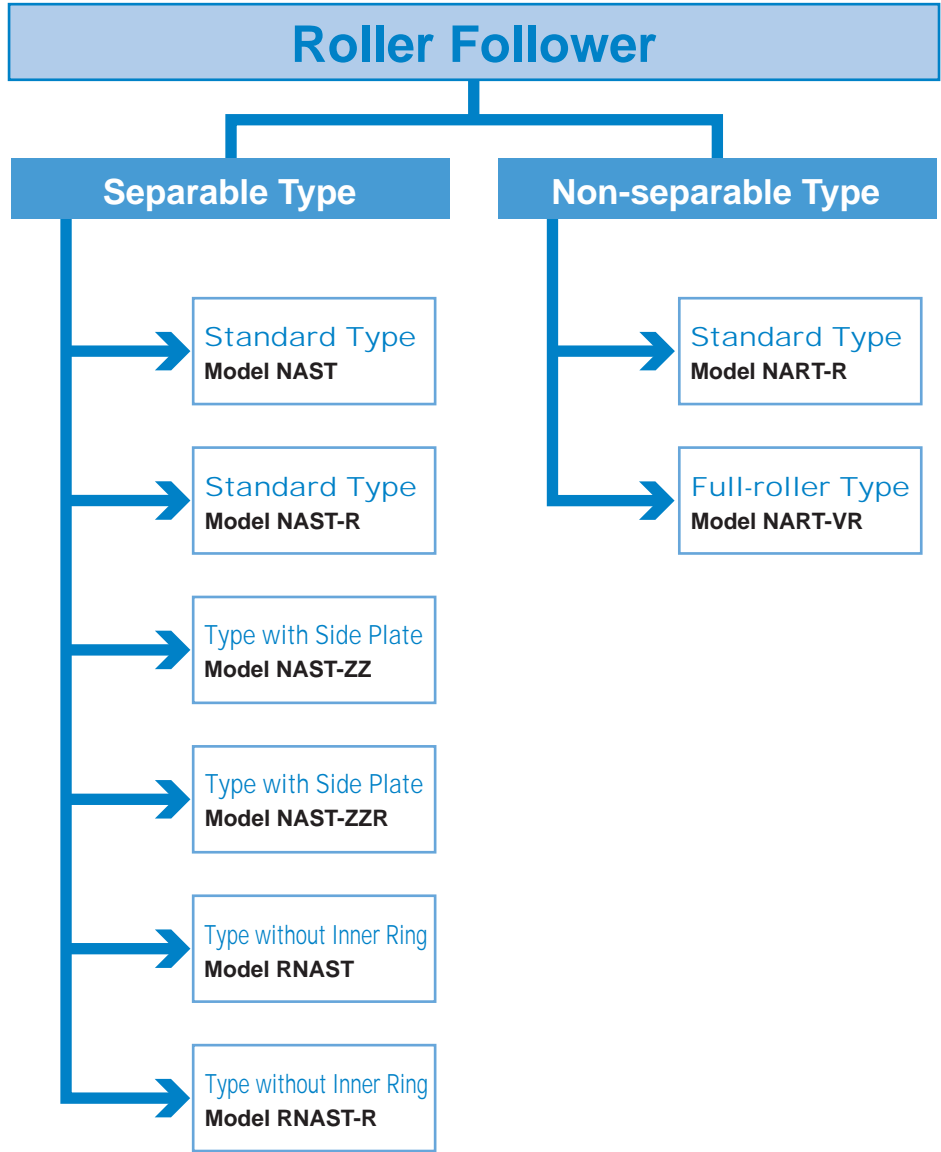 Roller Follower
Separable Type
Non-separable Type
Standard Type
Model NAST
Standard Type
Model NAST-R
Type with Side Plate
Model NAST-ZZ
Type with Side Plate
Model NAST-ZZR
Type without Inner Ring
Model RNAST
Type without Inner Ring
Model RNAST-R
Standard Type
Model NART-R
Full-roller Type
Model NART-VR